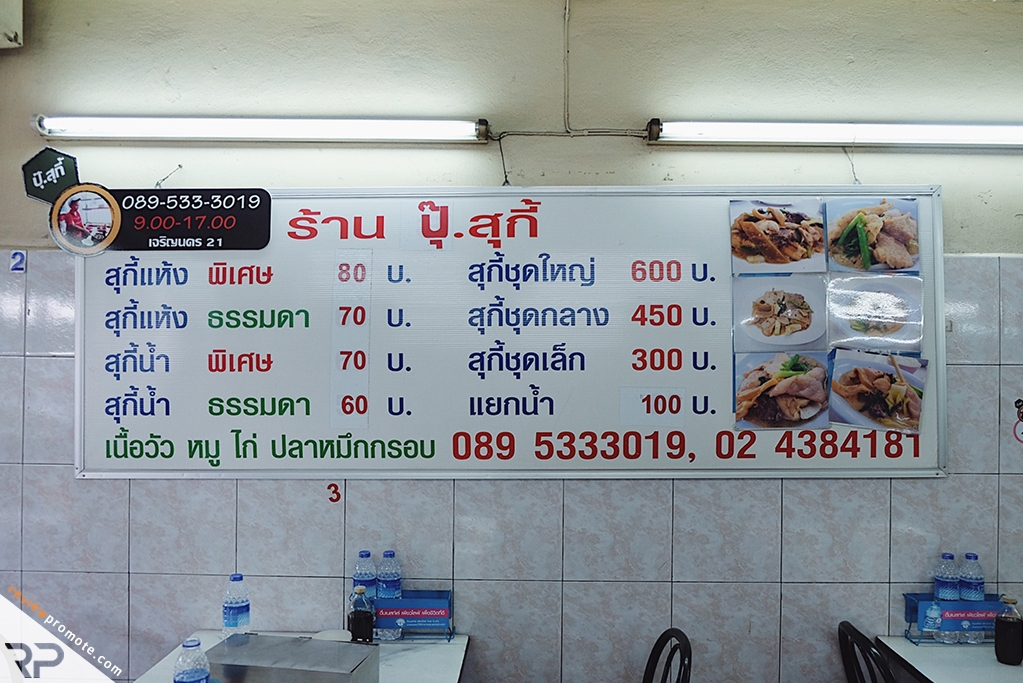 ปุ๊.สุกี้
089-533-3019
9.00-17.00
เจริญนคร 21
ร้าน ปุ๊.สุกี้
สุกี้แห้ง พิเศษ 80 บ. สุกี้ชุดใหญ่ 600 บ.
สุกี้แห้ง ธรรมดา 70 บ. สุกี้ชุดกลาง 450 บ.
สุกี้น้ำ พิเศษ 70 บ. สุกี้ชุดเล็ก 300 บ.
สุกี้น้ำ ธรรมดา 60 บ. แยกน้ำ 100 บ.
เนื้อวัว หมู ไก่ ปลาหมึกกรอบ 089 5333019, 02 4384181
2
3
promote.com
RP